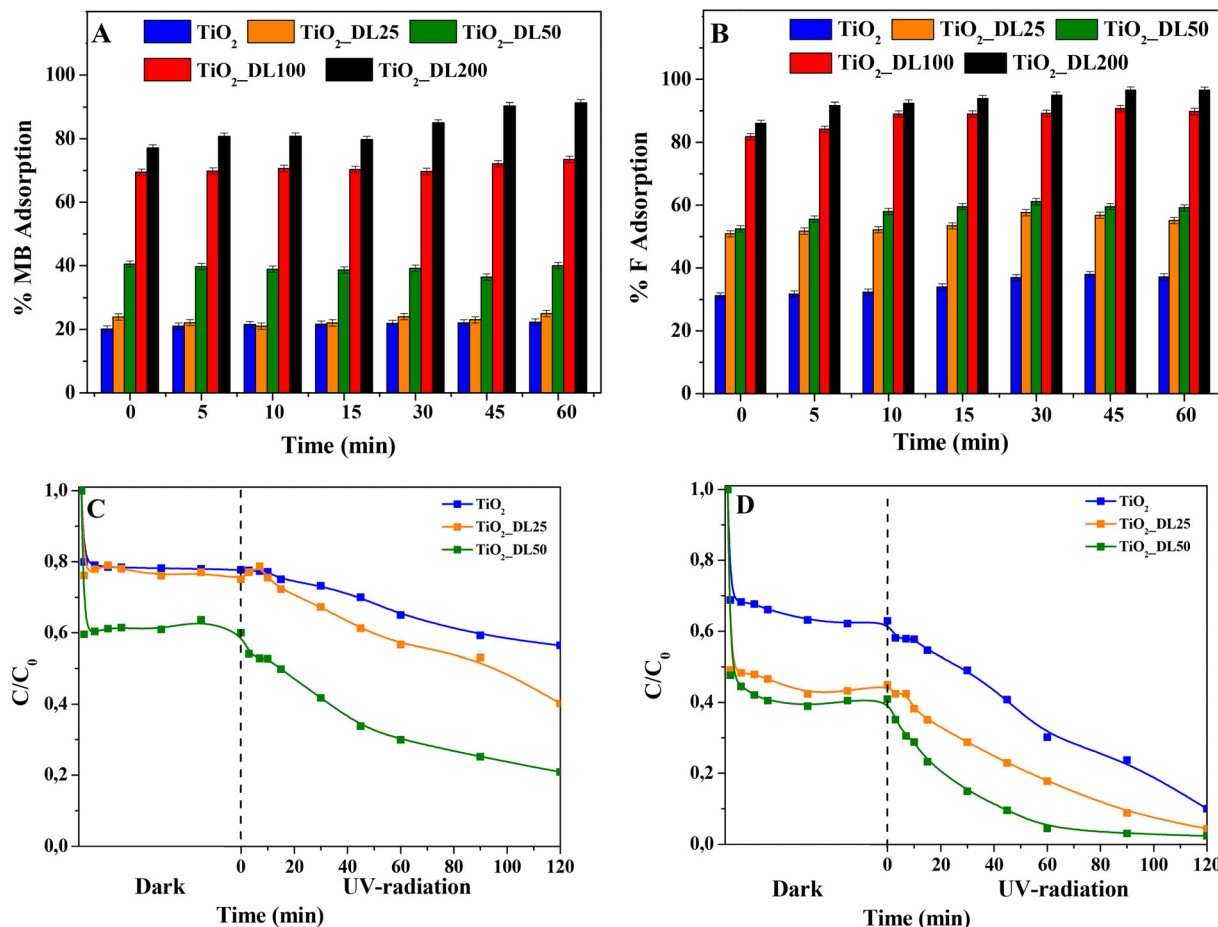 A
TiO₂ TiO₂_DL25 TiO₂_DL50
TiO₂_DL100 TiO₂_DL200
% MB Adsorption
100
80
60
40
20
0
0 5 10 15 30 45 60
Time (min)
B
TiO₂ TiO₂_DL25 TiO₂_DL50
TiO₂_DL100 TiO₂_DL200
% F Adsorption
100
80
60
40
20
0
0 5 10 15 30 45 60
Time (min)
C
TiO₂
TiO₂_DL25
TiO₂_DL50
C/C₀
1,0
0,8
0,6
0,4
0,2
0,0
0 20 40 60 80 100 120
Dark UV-radiation
Time (min)
D
TiO₂
TiO₂_DL25
TiO₂_DL50
C/C₀
1,0
0,8
0,6
0,4
0,2
0,0
0 20 40 60 80 100 120
Dark UV-radiation
Time (min)